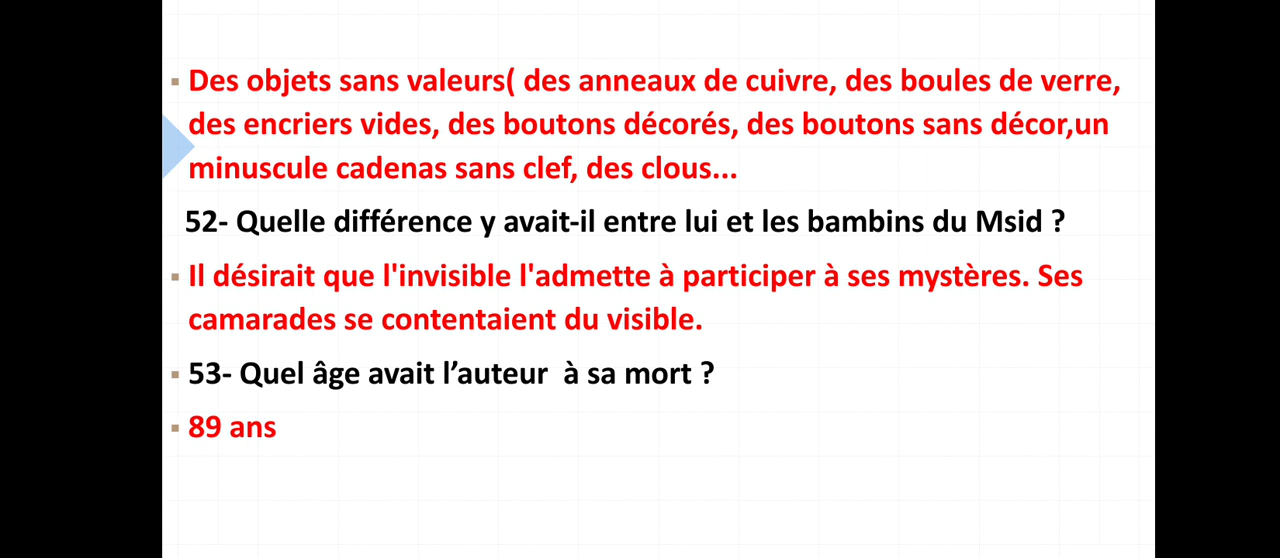 Des objets sans valeurs( des anneaux de cuivre, des boules de verre,
des encriers vides, des boutons décorés, des boutons sans décor,un
minuscule cadenas sans clef, des clous...
52- Quelle différence y avait-il entre lui et les bambins du Msid ?
Il désirait que l'invisible l'admette à participer à ses mystères. Ses
camarades se contentaient du visible.
53- Quel âge avait l’auteur  à sa mort ?
89 ans